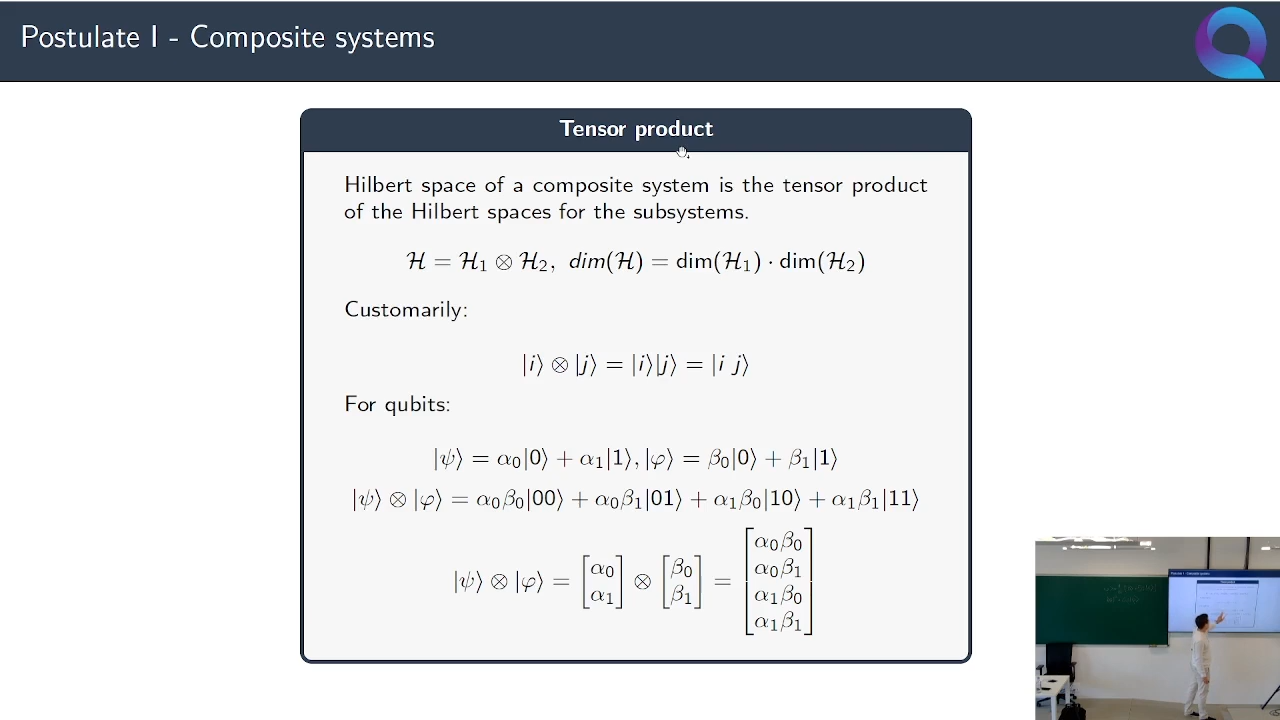 Postulate I - Composite systems
Tensor product
Hilbert space of a composite system is the tensor product
of the Hilbert spaces for the subsystems.
ℋ = ℋ₁ ⊗ ℋ₂, dim(ℋ) = dim(ℋ₁) · dim(ℋ₂)
Customarily:
|i⟩ ⊗ |j⟩ = |i⟩|j⟩ = |i j⟩
For qubits:
|ψ⟩ = α₀|0⟩ + α₁|1⟩, |φ⟩ = β₀|0⟩ + β₁|1⟩
|ψ⟩ ⊗ |φ⟩ = α₀β₀|00⟩ + α₀β₁|01⟩ + α₁β₀|10⟩ + α₁β₁|11⟩
|ψ⟩ ⊗ |φ⟩ = [α₀ α₁] ⊗ [β₀ β₁] = [α₀β₀ α₀β₁ α₁β₀ α₁β₁]